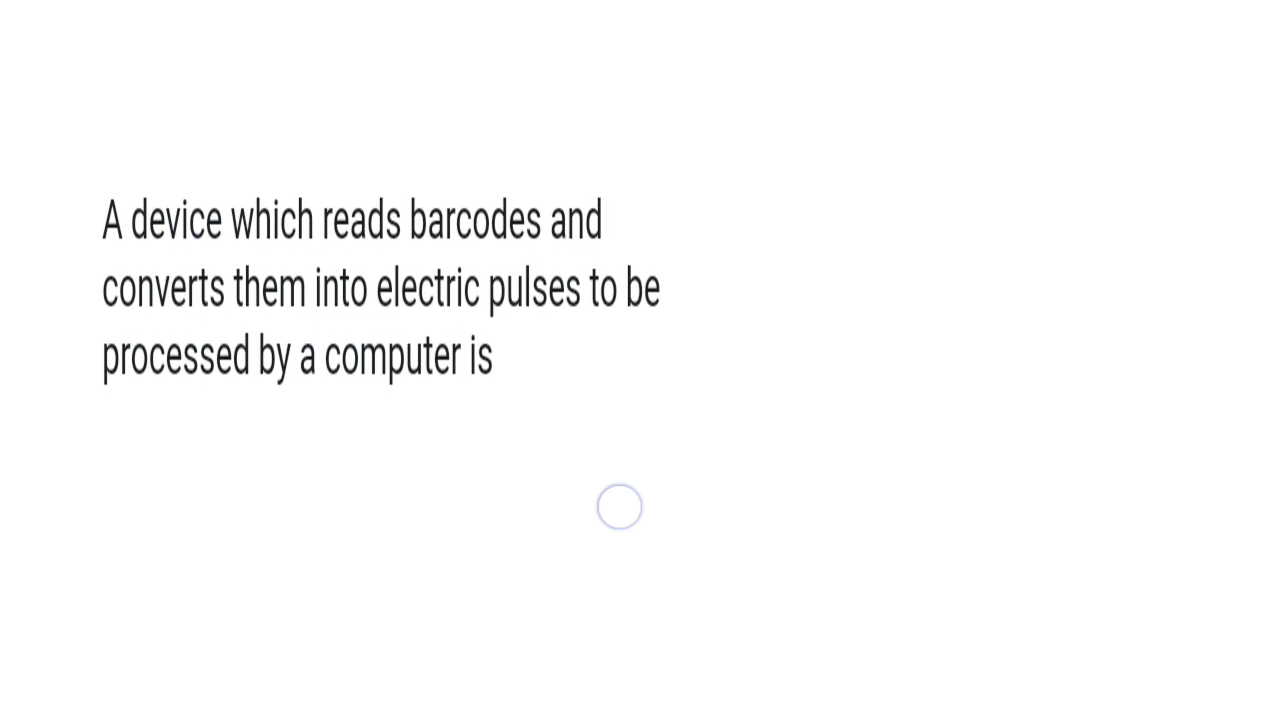 A device which reads barcodes and
converts them into electric pulses to be
processed by a computer is